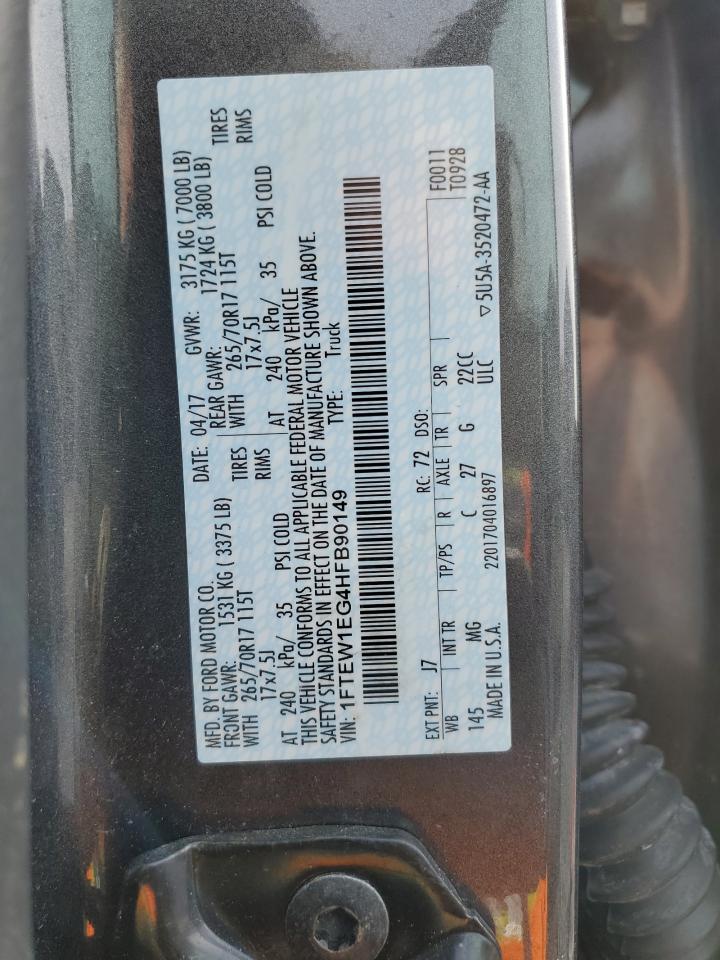 MFD. BY FORD MOTOR CO. DATE: 04/17 GVWR: 3175 KG ( 7000 LB)
FRONT GAWR: 1531 KG ( 3375 LB) REAR GAWR: 1724 KG ( 3800 LB)
WITH 265/70R17 115T TIRES WITH 265/70R17 115T TIRES
17x7.5J RIMS 17x7.5J RIMS
AT 240 kPa/ 35 PSI COLD AT 240 kPa/ 35 PSI COLD
THIS VEHICLE CONFORMS TO ALL APPLICABLE FEDERAL MOTOR VEHICLE
SAFETY STANDARDS IN EFFECT ON THE DATE OF MANUFACTURE SHOWN ABOVE.
VIN: 1FTEW1EG4HFB90149 TYPE: Truck
EXT PNT: J7 RC: 72 DSO: F0011
WB INT TR TP/PS R AXLE TR SPR T0928
145 MG C 27 G 22CC
MADE IN U.S.A. 2201704016897 ULC ▽5U5A-3520472-AA